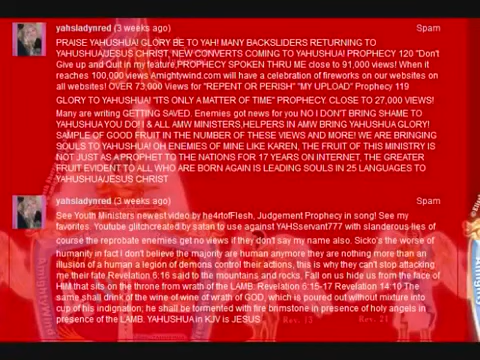 yahsladynred (3 weeks ago) Spam
PRAISE YAHUSHUA! GLORY BE TO YAH! MANY BACKSLIDERS RETURNING TO
YAHUSHUA/JESUS CHRIST, NEW CONVERTS COMING TO YAHUSHUA! PROPHECY 120 "Don't
Give up and Quit in my feature,PROPHECY SPOKEN THRU ME close to 91,000 views! When it
reaches 100,000 views Amightywind.com will have a celebration of fireworks on our websites on
all websites! OVER 73,000 Views for "REPENT OR PERISH" "MY UPLOAD" Prophecy 119
GLORY TO YAHUSHUA! "ITS ONLY A MATTER OF TIME" PROPHECY. CLOSE TO 27,000 VIEWS!
Many are writing GETTING SAVED. Enemies got news for you NO I DON'T BRING SHAME TO
YAHUSHUA YOU DO!! & ALL AMW MINISTERS HELPERS IN AMW BRING YAHUSHUA GLORY!
SAMPLE OF GOOD FRUIT IN THE NUMBER OF THESE VIEWS AND MORE! WE ARE BRINGING
SOULS TO YAHUSHUA! OH ENEMIES OF MINE LIKE KAREN, THE FRUIT OF THIS MINISTRY IS
NOT JUST AS A PROPHET TO THE NATIONS FOR 17 YEARS ON INTERNET, THE GREATER
FRUIT EVIDENT TO ALL WHO ARE BORN AGAIN IS LEADING SOULS IN 25 LANGUAGES TO
YAHUSHUA/JESUS CHRIST
yahsladynred (3 weeks ago) Spam
See Youth Ministers newest video by he4rtofFlesh, Judgement Prophecy in song! See my
favorites. Youtube glitchcreated by satan to use against YAHSservant777 with slanderous lies of
course the reprobate enemies get no views if they don't say my name also. Sicko's the worse of
humanity in fact I don't believe the majority are human anymore they are nothing more than an
illusion of a human a legion of demons control their actions, this is why they can't stop attacking
me their fate Revelation 6:16 said to the mountains and rocks, Fall on us hide us from the face of
HIM that sits on the throne from wrath of the LAMB: Revelation 6:15-17 Revelation 14:10 The
same shall drink of the wine of wine of wrath of GOD, which is poured out without mixture into
cup of his indignation; he shall be tormented with fire brimstone in presence of holy angels in
presence of the LAMB. YAHUSHUA in KJV is JESUS
Rev. 13 Rev. 21